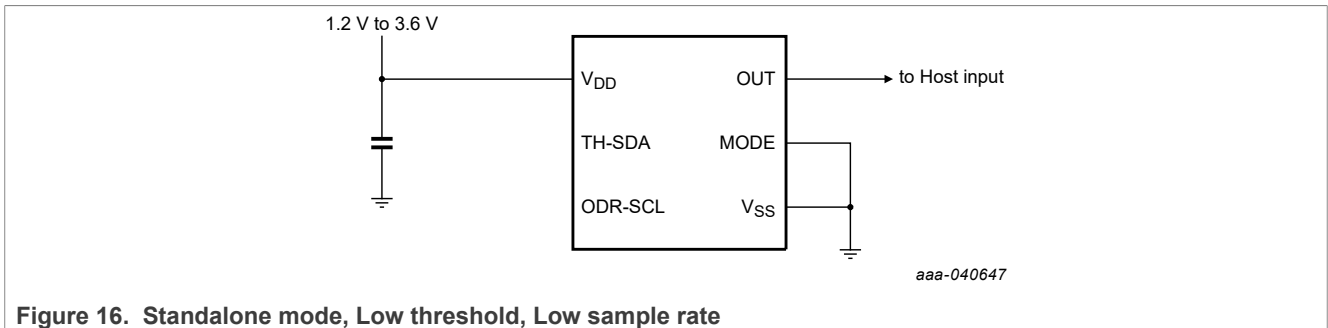 1.2 V to 3.6 V
VDD
OUT
to Host input
TH-SDA
MODE
ODR-SCL
VSS
aaa-040647
Figure 16. Standalone mode, Low threshold, Low sample rate